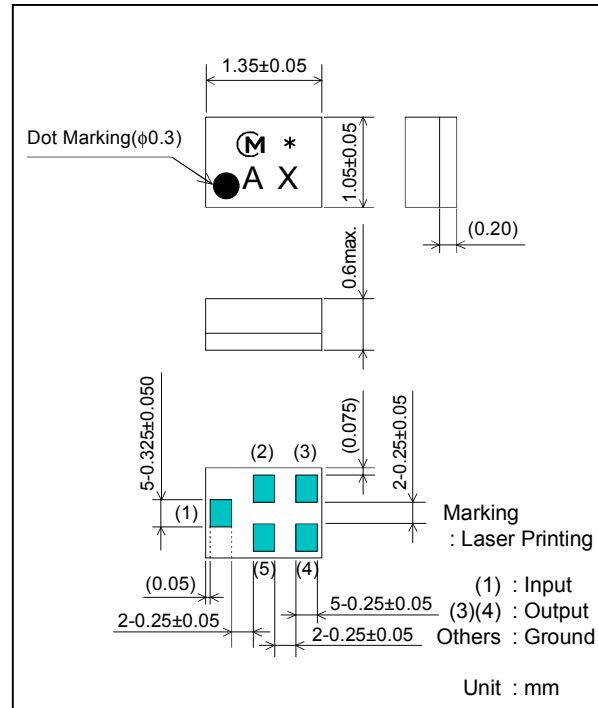 1.35±0.05
Dot Marking(ϕ0.3)
M *
A X
1.05±0.05
(0.20)
0.6max.
5-0.325±0.050
(0.075)
2-0.25±0.05
(2) (3)
(1)
(5) (4)
(0.05)
2-0.25±0.05
5-0.25±0.05
2-0.25±0.05
Marking
: Laser Printing
(1) : Input
(3)(4) : Output
Others : Ground
Unit : mm